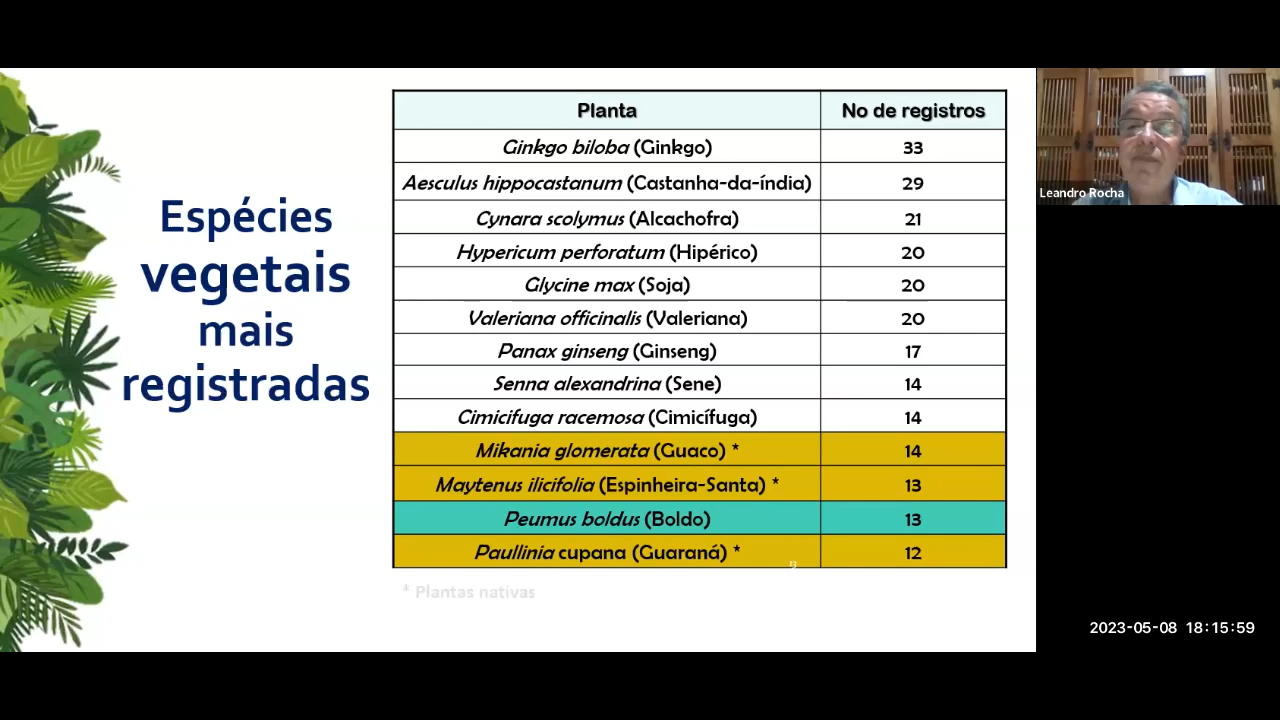 Espécies
vegetais
mais
registradas
Planta No de registros
Ginkgo biloba (Ginkgo) 33
Aesculus hippocastanum (Castanha-da-índia) 29
Cynara scolymus (Alcachofra) 21
Hypericum perforatum (Hipérico) 20
Glycine max (Soja) 20
Valeriana officinalis (Valeriana) 20
Panax ginseng (Ginseng) 17
Senna alexandrina (Sene) 14
Cimicifuga racemosa (Cimicífuga) 14
Mikania glomerata (Guaco) * 14
Maytenus ilicifolia (Espinheira-Santa) * 13
Peumus boldus (Boldo) 13
Paullinia cupana (Guaraná) * 12
13
* Plantas nativas
Leandro Rocha
2023-05-08 18:15:59